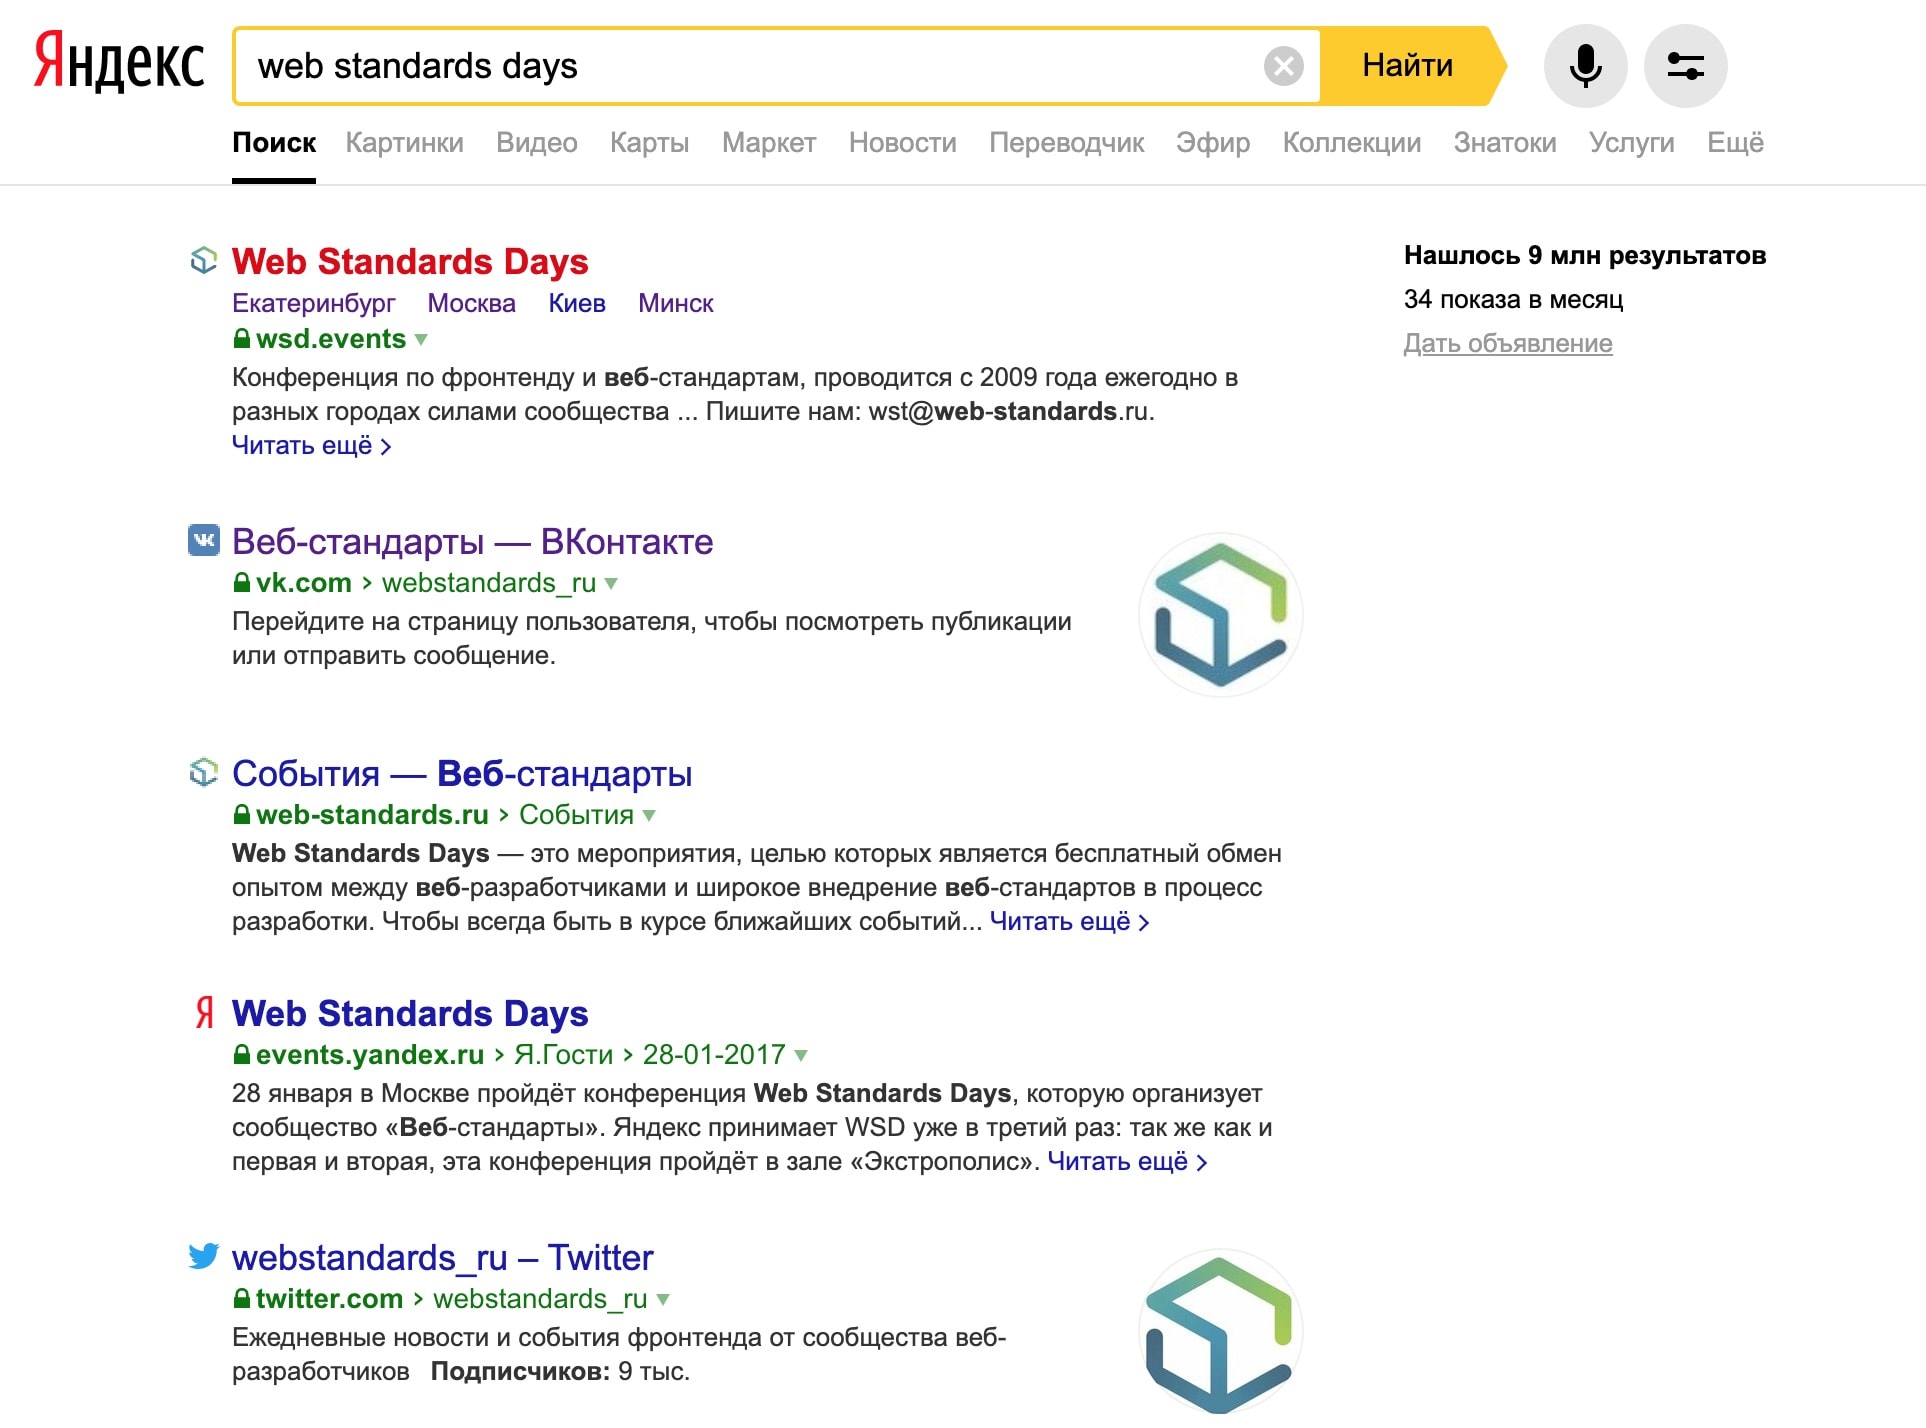 Яндекс
web standards days
Найти
Поиск Картинки Видео Карты Маркет Новости Переводчик Эфир Коллекции Знатоки Услуги Ещё
Web Standards Days
Екатеринбург Москва Киев Минск
wsd.events
Конференция по фронтенду и веб-стандартам, проводится с 2009 года ежегодно в
разных городах силами сообщества ... Пишите нам: wst@web-standards.ru.
Читать ещё >
Нашлось 9 млн результатов
34 показа в месяц
Дать объявление
Веб-стандарты — ВКонтакте
vk.com › webstandards_ru
Перейдите на страницу пользователя, чтобы посмотреть публикации
или отправить сообщение.
События — Веб-стандарты
web-standards.ru › События
Web Standards Days — это мероприятия, целью которых является бесплатный обмен
опытом между веб-разработчиками и широкое внедрение веб-стандартов в процесс
разработки. Чтобы всегда быть в курсе ближайших событий... Читать ещё >
Я
Web Standards Days
events.yandex.ru › Я.Гости › 28-01-2017
28 января в Москве пройдёт конференция Web Standards Days, которую организует
сообщество «Веб-стандарты». Яндекс принимает WSD уже в третий раз: так же как и
первая и вторая, эта конференция пройдёт в зале «Экстрополис». Читать ещё >
webstandards_ru – Twitter
twitter.com › webstandards_ru
Ежедневные новости и события фронтенда от сообщества веб-
разработчиков Подписчиков: 9 тыс.